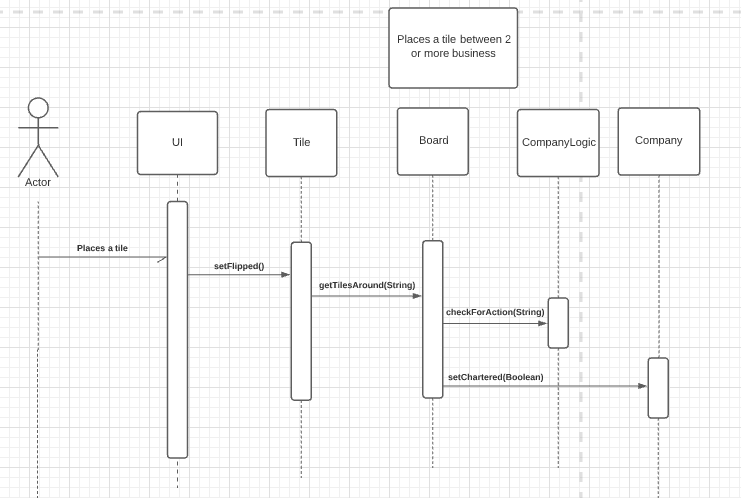 Places a tile between 2
or more business
UI
Tile
Board
CompanyLogic
Company
Actor
Places a tile
setFlipped()
getTilesAround(String)
checkForAction(String)
setChartered(Boolean)